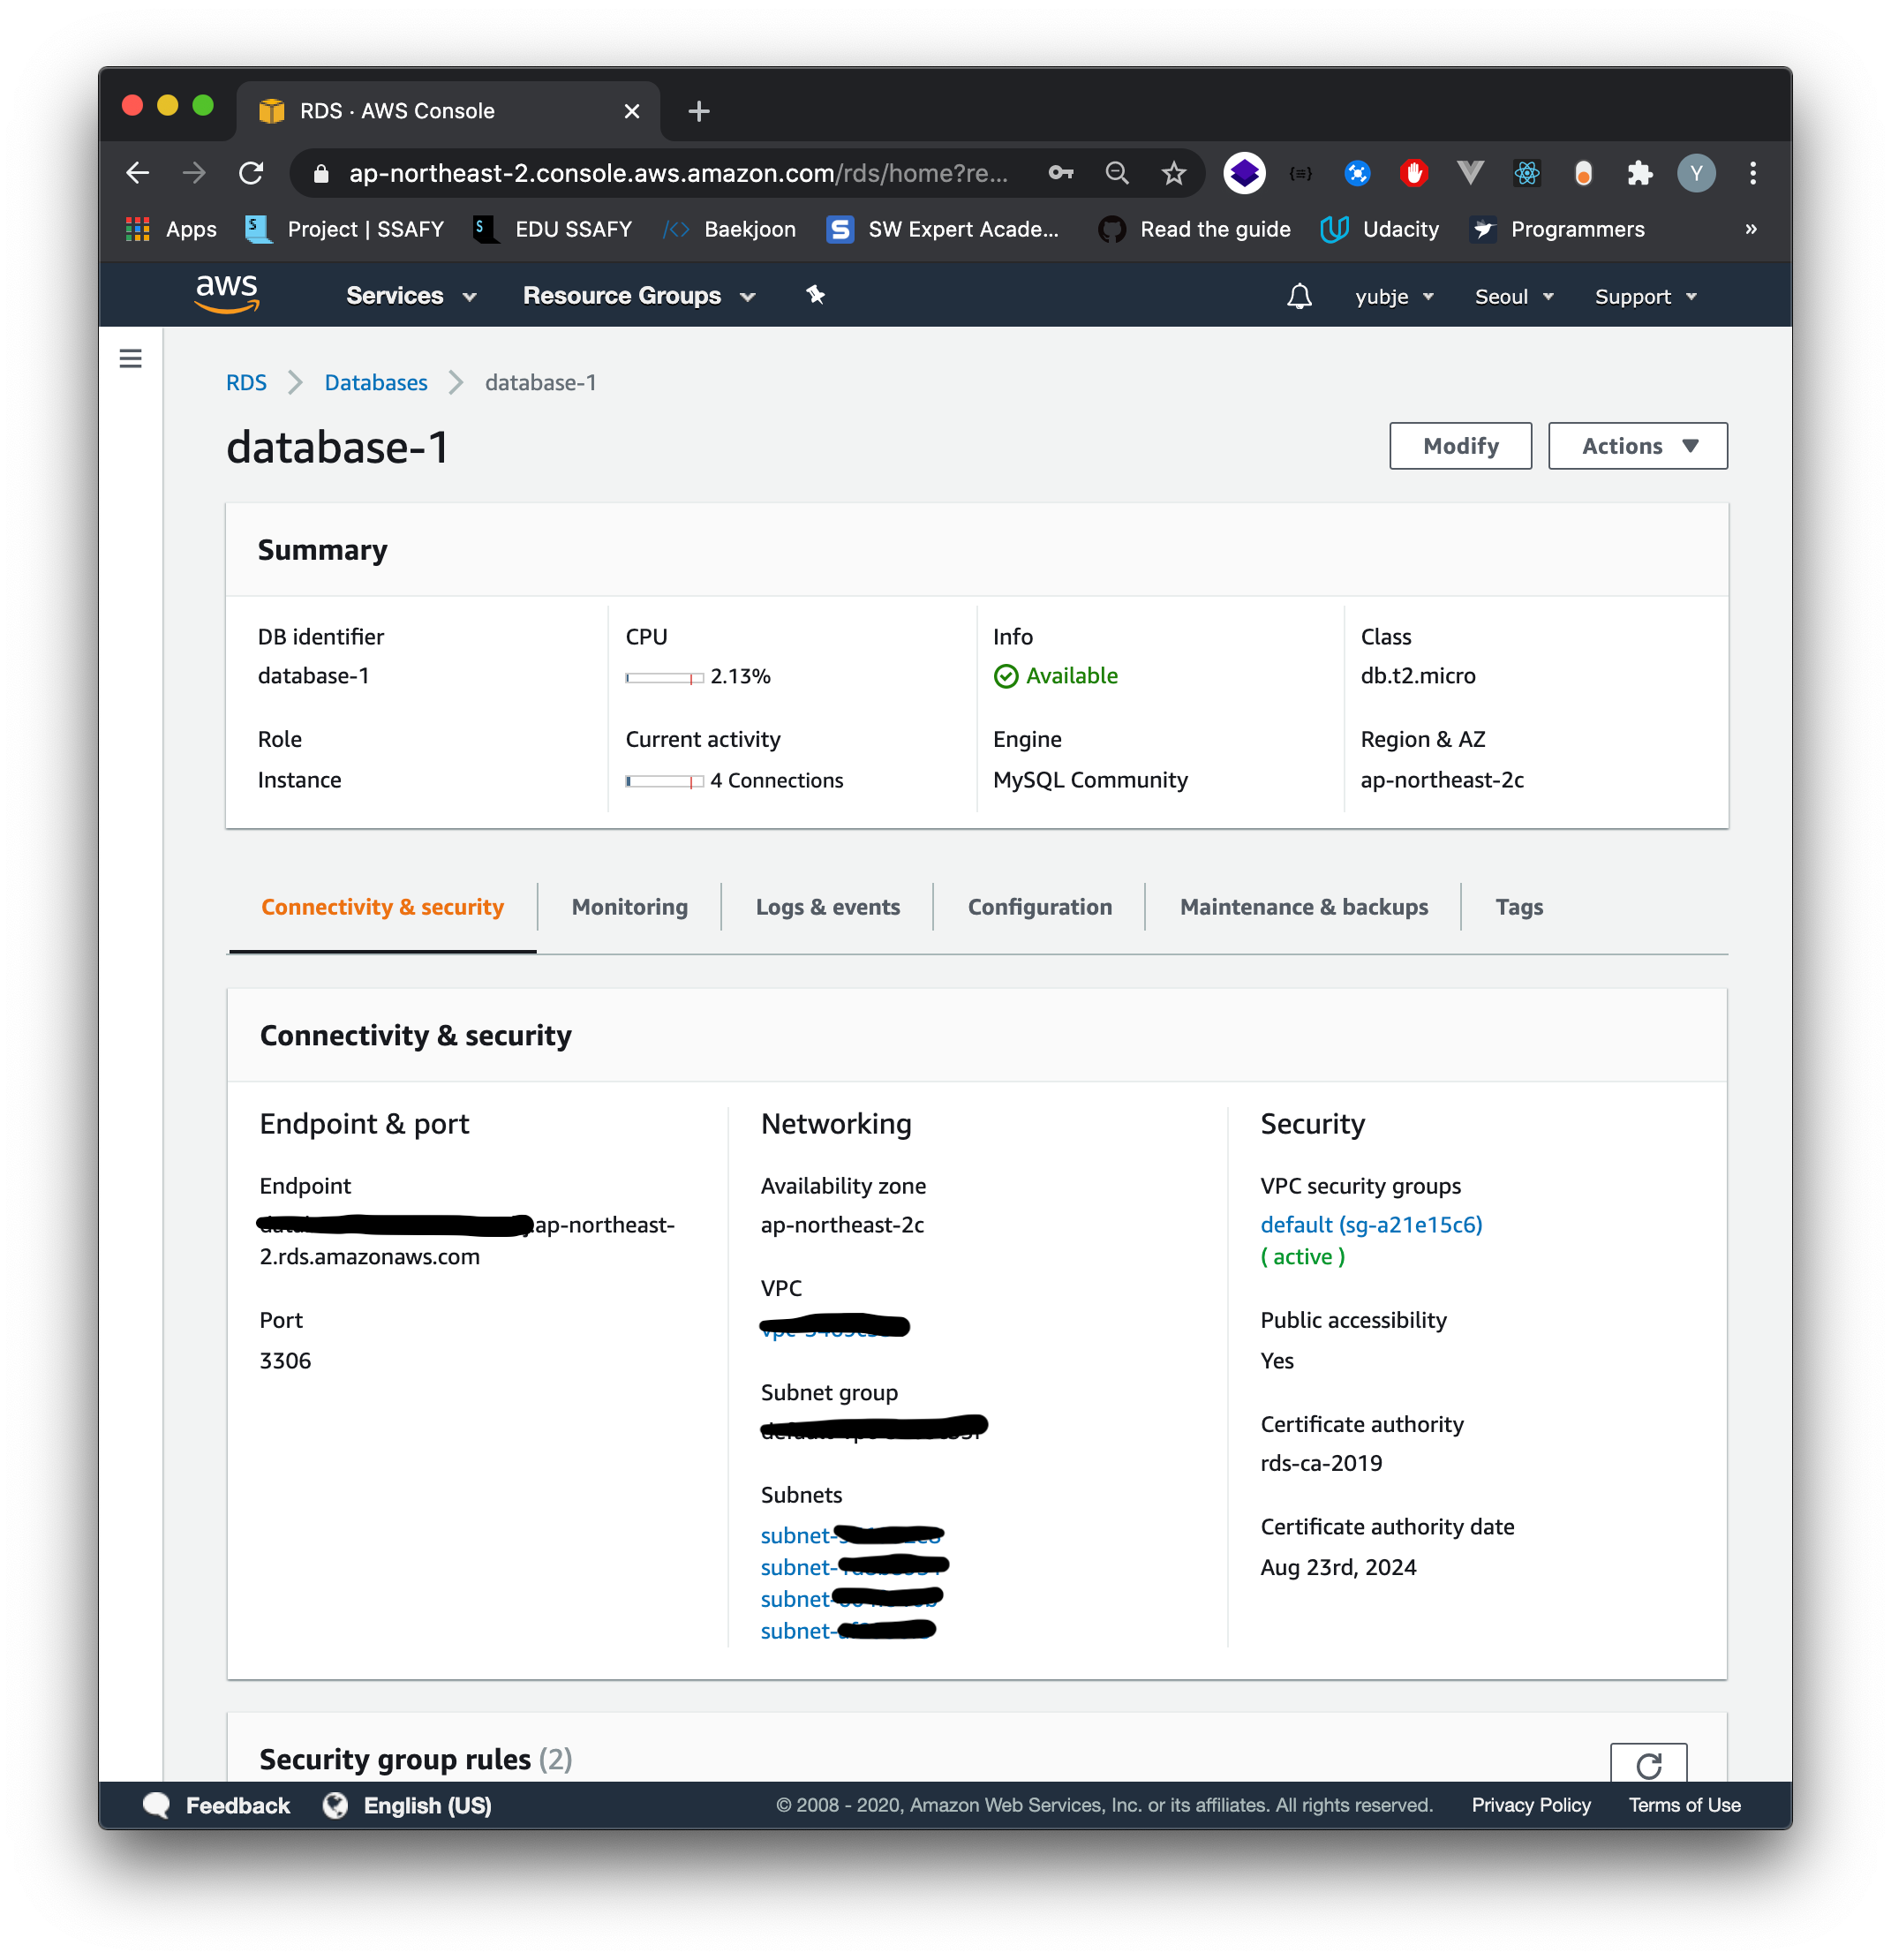 RDS · AWS Console
ap-northeast-2.console.aws.amazon.com/rds/home?re...
Y
Apps
Project | SSAFY
EDU SSAFY
Baekjoon
SW Expert Acade...
Read the guide
Udacity
Programmers
»
aws
Services
Resource Groups
yubje
Seoul
Support
RDS
Databases
database-1
database-1
Modify
Actions
Summary
DB identifier
database-1
CPU
2.13%
Info
Available
Class
db.t2.micro
Role
Instance
Current activity
4 Connections
Engine
MySQL Community
Region & AZ
ap-northeast-2c
Connectivity & security
Monitoring
Logs & events
Configuration
Maintenance & backups
Tags
Connectivity & security
Endpoint & port
Endpoint
.ap-northeast-
2.rds.amazonaws.com
Port
3306
Networking
Availability zone
ap-northeast-2c
VPC
Subnet group
Subnets
subnet-
subnet-
subnet-
subnet-
Security
VPC security groups
default (sg-a21e15c6)
( active )
Public accessibility
Yes
Certificate authority
rds-ca-2019
Certificate authority date
Aug 23rd, 2024
Security group rules (2)
Feedback
English (US)
© 2008 - 2020, Amazon Web Services, Inc. or its affiliates. All rights reserved.
Privacy Policy
Terms of Use